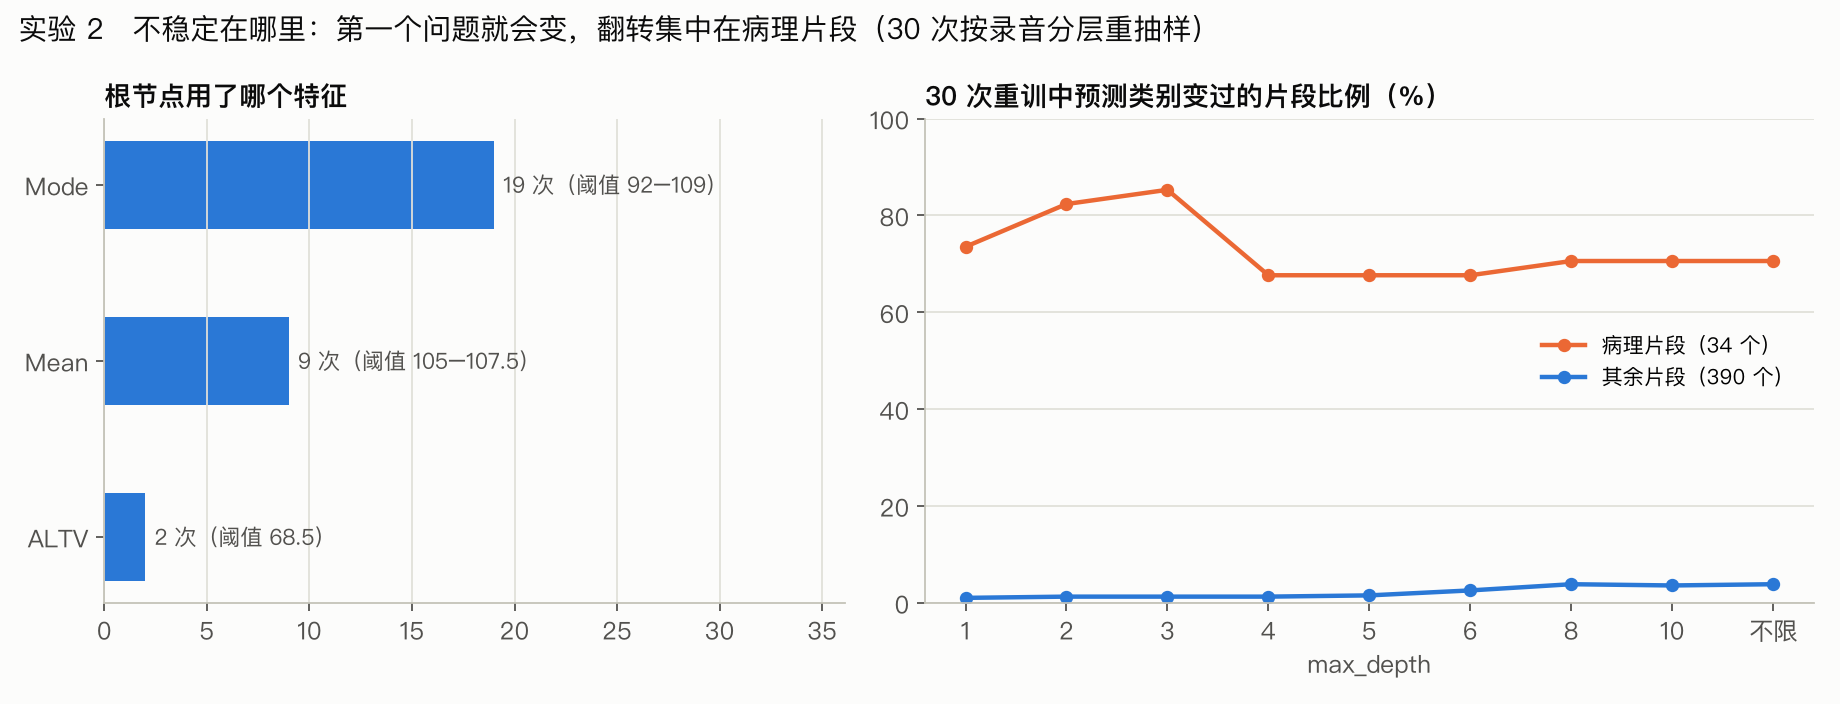 实验 2　不稳定在哪里：第一个问题就会变，翻转集中在病理片段（30 次按录音分层重抽样）
根节点用了哪个特征
Mode
19 次（阈值 92—109）
Mean
9 次（阈值 105—107.5）
ALTV
2 次（阈值 68.5）
0 5 10 15 20 25 30 35
30 次重训中预测类别变过的片段比例（%）
100
80
60
40
20
0
病理片段（34 个）
其余片段（390 个）
1 2 3 4 5 6 8 10 不限
max_depth